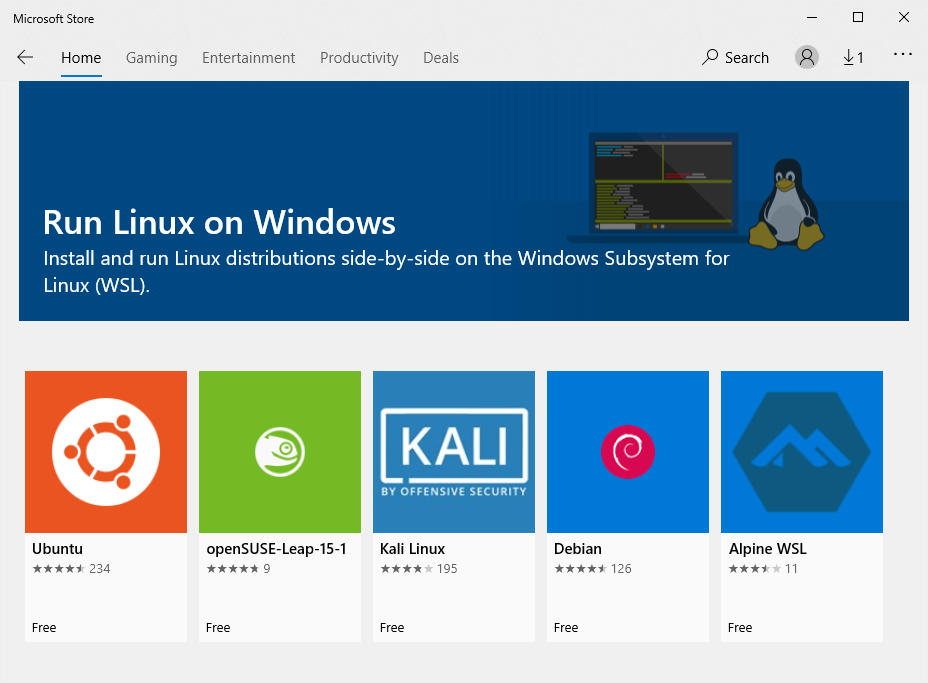 Microsoft Store
Home Gaming Entertainment Productivity Deals Search 1
Run Linux on Windows
Install and run Linux distributions side-by-side on the Windows Subsystem for
Linux (WSL).
KALI
BY OFFENSIVE SECURITY
Ubuntu openSUSE-Leap-15-1 Kali Linux Debian Alpine WSL
234 9 195 126 11
Free Free Free Free Free